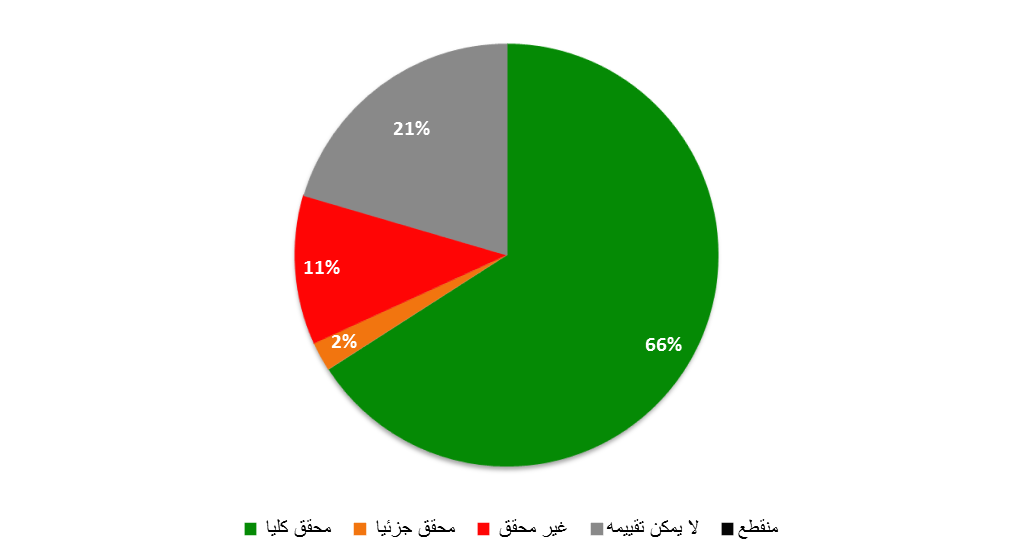 21%
11%
2%
66%
محقق كليا
محقق جزئيا
غير محقق
لا يمكن تقييمه
منقطع